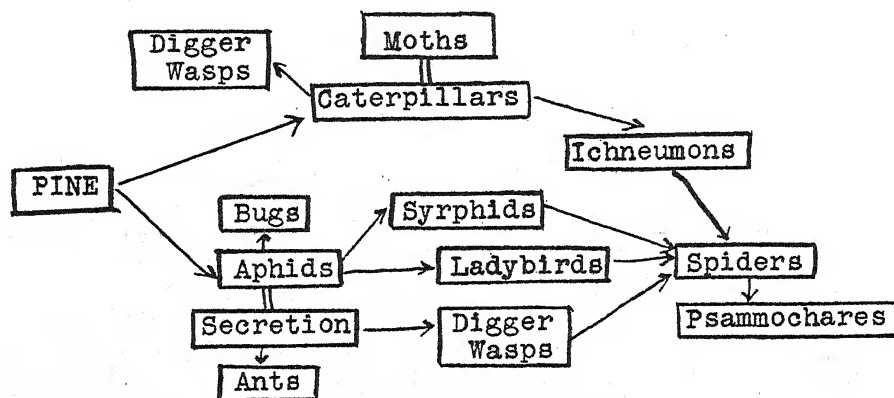 Digger
Wasps
Moths
Caterpillars
Ichneumons
PINE
Bugs
Syrphids
Aphids
Ladybirds
Spiders
Secretion
Digger
Wasps
Psammochares
Ants